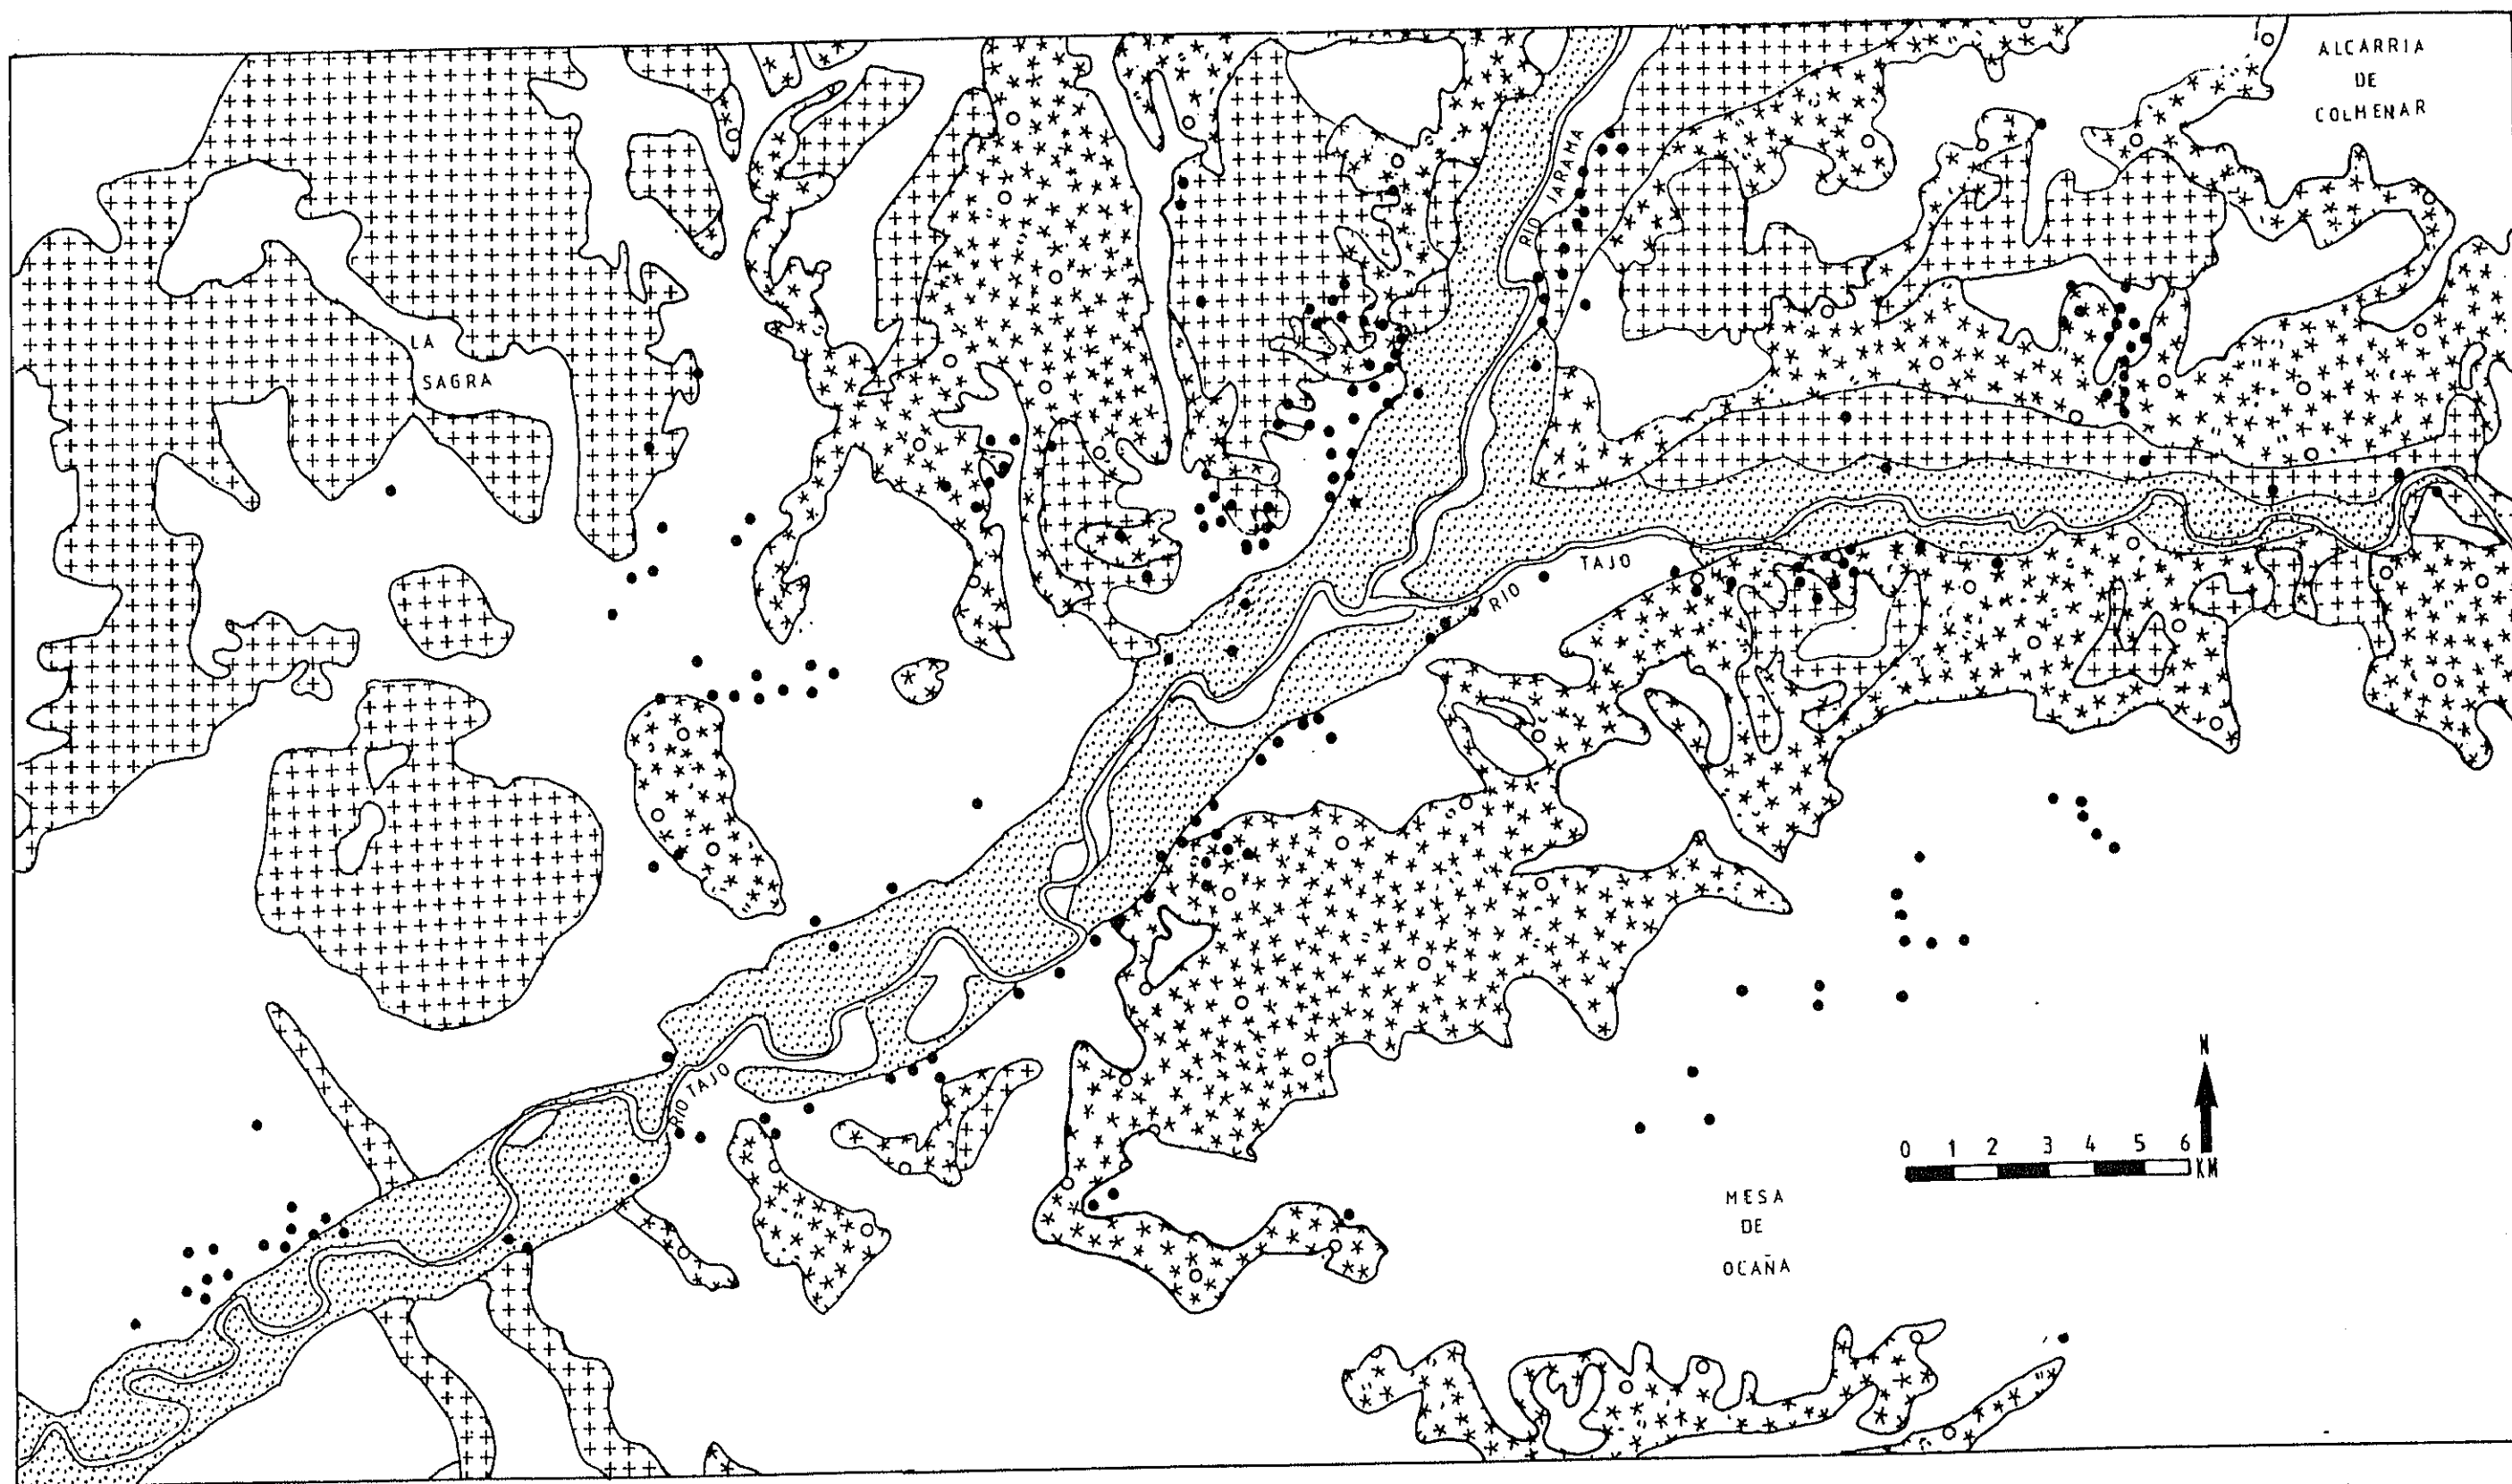 ALCARRIA
DE
COLMENAR
RIO JARAMA
LA
SAGRA
RIO TAJO
RIO TAJO
N
0 1 2 3 4 5 6
KM
MESA
DE
OCAÑA